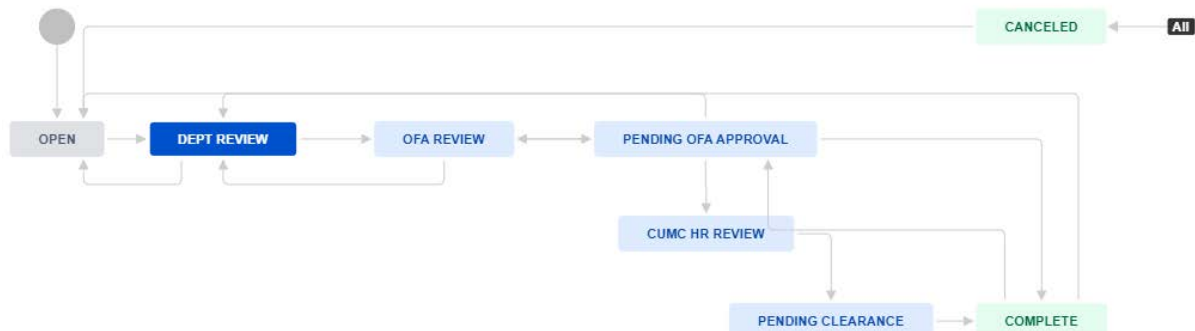 CANCELED
All
OPEN
DEPT REVIEW
OFA REVIEW
PENDING OFA APPROVAL
CUMC HR REVIEW
PENDING CLEARANCE
COMPLETE